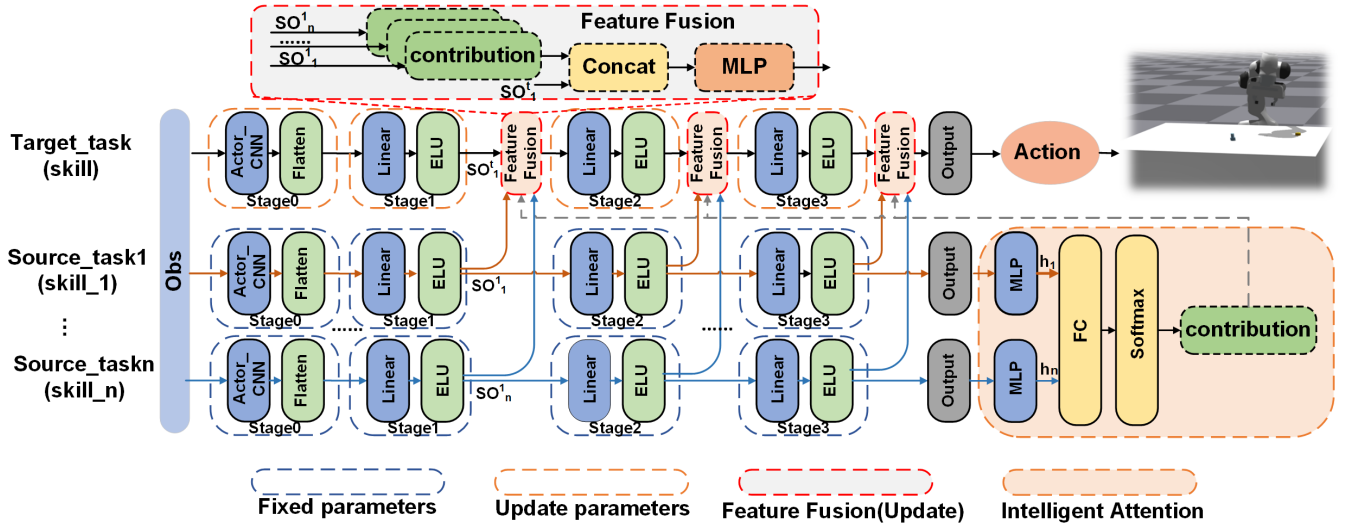 Feature Fusion
SO¹ₙ
......
SO¹₁
contribution
Concat
MLP
SOᵗ₁
Target_task
(skill)
Actor_
CNN
Flatten
Stage0
Linear
ELU
Stage1
SOᵗ₁
Feature
Fusion
Linear
ELU
Stage2
Feature
Fusion
Linear
ELU
Stage3
Feature
Fusion
Output
Action
Obs
Source_task1
(skill_1)
Actor_
CNN
Flatten
Stage0
Linear
ELU
Stage1
SO¹₁
Linear
ELU
Stage2
Linear
ELU
Stage3
Output
MLP
h₁
FC
Softmax
contribution
⋮
......
......
Source_taskn
(skill_n)
Actor_
CNN
Flatten
Stage0
Linear
ELU
Stage1
SO¹ₙ
Linear
ELU
Stage2
Linear
ELU
Stage3
Output
MLP
hₙ
Fixed parameters
Update parameters
Feature Fusion(Update)
Intelligent Attention